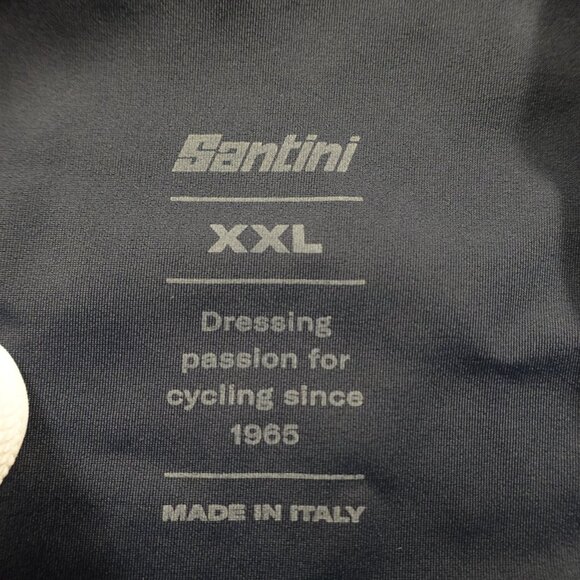 Santini
XXL
Dressing
passion for
cycling since
1965
MADE IN ITALY